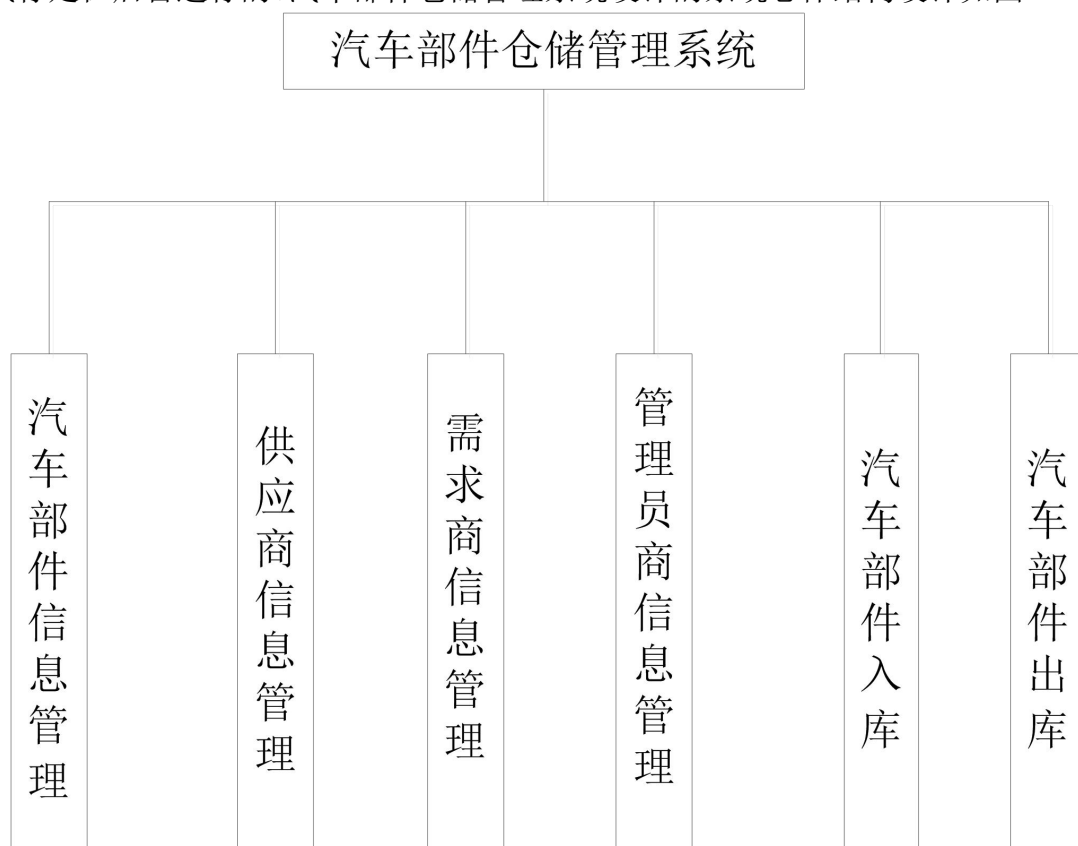 汽车部件仓储管理系统
汽车部件信息管理
供应商信息管理
需求商信息管理
管理员商信息管理
汽车部件入库
汽车部件出库